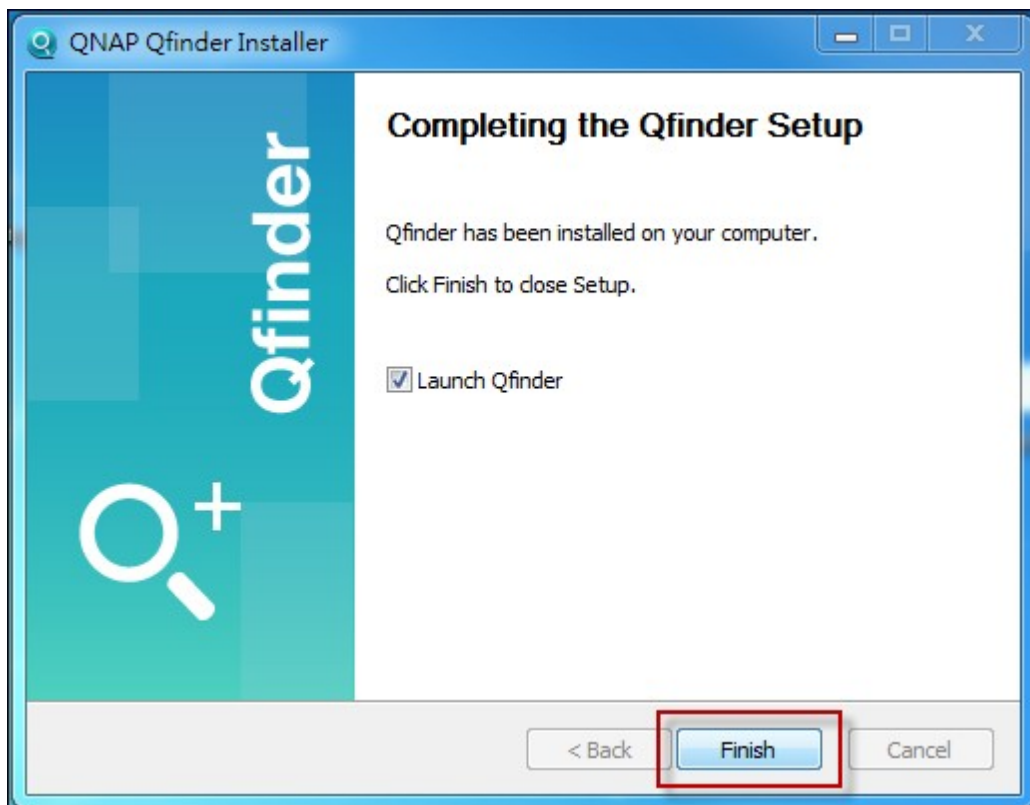 QNAP Qfinder Installer
Qfinder
Completing the Qfinder Setup
Qfinder has been installed on your computer.
Click Finish to close Setup.
Launch Qfinder
< Back
Finish
Cancel